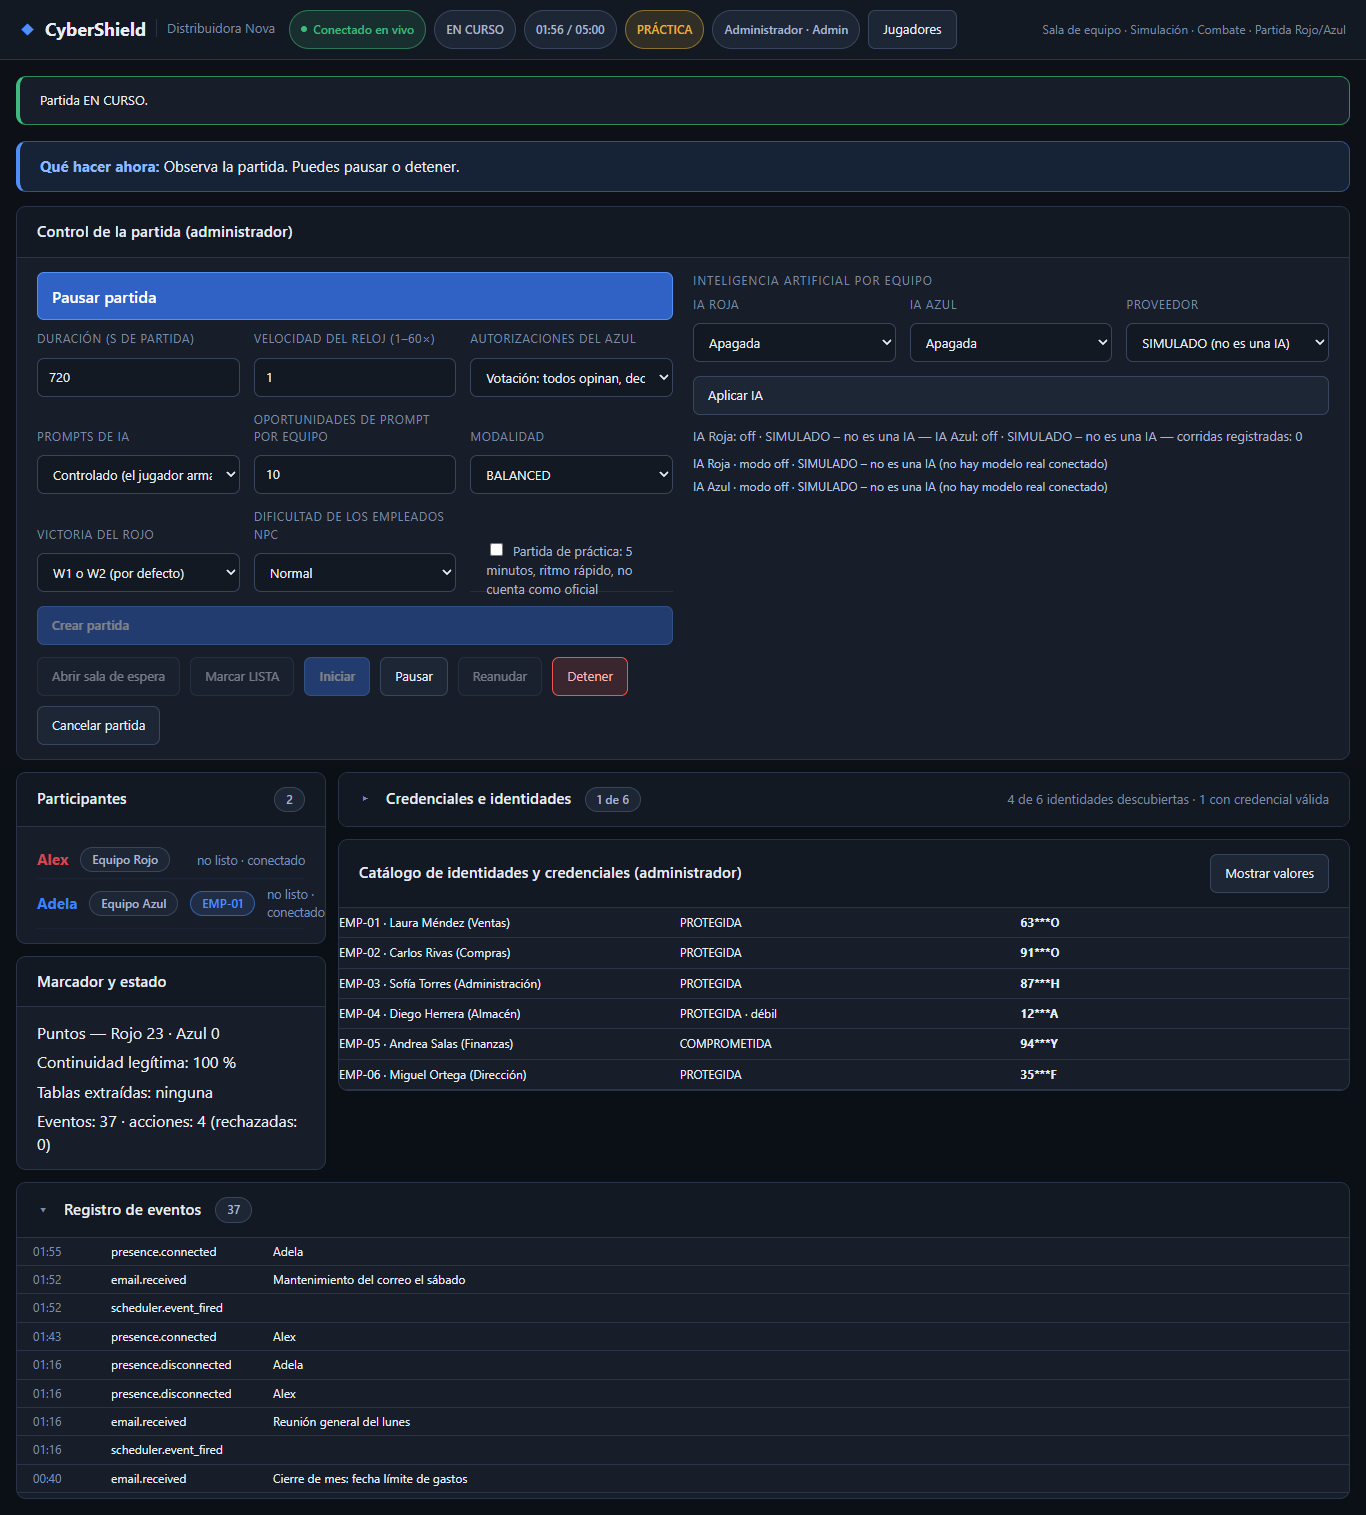 CyberShield
Distribuidora Nova
Conectado en vivo
EN CURSO
01:56 / 05:00
PRÁCTICA
Administrador · Admin
Jugadores
Sala de equipo · Simulación · Combate · Partida Rojo/Azul
Partida EN CURSO.
Qué hacer ahora: Observa la partida. Puedes pausar o detener.
Control de la partida (administrador)
Pausar partida
DURACIÓN (S DE PARTIDA)
VELOCIDAD DEL RELOJ (1–60×)
AUTORIZACIONES DEL AZUL
720
1
Votación: todos opinan, dec
PROMPTS DE IA
OPORTUNIDADES DE PROMPT
POR EQUIPO
MODALIDAD
Controlado (el jugador arma
10
BALANCED
VICTORIA DEL ROJO
DIFICULTAD DE LOS EMPLEADOS
NPC
W1 o W2 (por defecto)
Normal
Partida de práctica: 5
minutos, ritmo rápido, no
cuenta como oficial
Crear partida
Abrir sala de espera
Marcar LISTA
Iniciar
Pausar
Reanudar
Detener
Cancelar partida
INTELIGENCIA ARTIFICIAL POR EQUIPO
IA ROJA
IA AZUL
PROVEEDOR
Apagada
Apagada
SIMULADO (no es una IA)
Aplicar IA
IA Roja: off · SIMULADO – no es una IA — IA Azul: off · SIMULADO – no es una IA — corridas registradas: 0
IA Roja · modo off · SIMULADO – no es una IA (no hay modelo real conectado)
IA Azul · modo off · SIMULADO – no es una IA (no hay modelo real conectado)
Participantes
2
Alex
Equipo Rojo
no listo · conectado
Adela
Equipo Azul
EMP-01
no listo ·
conectado
Marcador y estado
Puntos — Rojo 23 · Azul 0
Continuidad legítima: 100 %
Tablas extraídas: ninguna
Eventos: 37 · acciones: 4 (rechazadas:
0)
Credenciales e identidades
1 de 6
4 de 6 identidades descubiertas · 1 con credencial válida
Catálogo de identidades y credenciales (administrador)
Mostrar valores
EMP-01 · Laura Méndez (Ventas) PROTEGIDA 63***O
EMP-02 · Carlos Rivas (Compras) PROTEGIDA 91***O
EMP-03 · Sofía Torres (Administración) PROTEGIDA 87***H
EMP-04 · Diego Herrera (Almacén) PROTEGIDA · débil 12***A
EMP-05 · Andrea Salas (Finanzas) COMPROMETIDA 94***Y
EMP-06 · Miguel Ortega (Dirección) PROTEGIDA 35***F
Registro de eventos
37
01:55 presence.connected Adela
01:52 email.received Mantenimiento del correo el sábado
01:52 scheduler.event_fired
01:43 presence.connected Alex
01:16 presence.disconnected Adela
01:16 presence.disconnected Alex
01:16 email.received Reunión general del lunes
01:16 scheduler.event_fired
00:40 email.received Cierre de mes: fecha límite de gastos